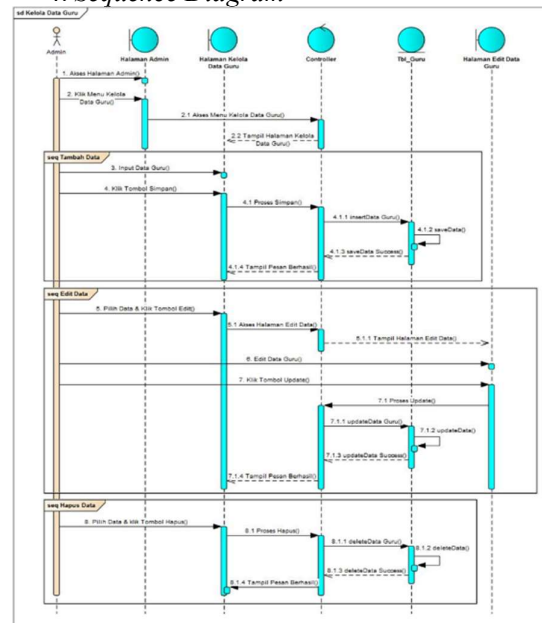 4. Sequence Diagram
sd Kelola Data Guru
Admin
Halaman Admin
Halaman Kelola
Data Guru
Controller
Tbl_Guru
Halaman Edit Data
Guru
1. Akses Halaman Admin()
2. Klik Menu Kelola
Data Guru()
2.1 Akses Menu Kelola Data Guru()
2.2 Tampil Halaman Kelola
Data Guru()
seq Tambah Data
3. Input Data Guru()
4. Klik Tombol Simpan()
4.1 Proses Simpan()
4.1.1 insertData Guru()
4.1.2 saveData()
4.1.3 saveData Success()
4.1.4 Tampil Pesan Berhasil()
seq Edit Data
5. Pilih Data & Klik Tombol Edit()
5.1 Akses Halaman Edit Data()
5.1.1 Tampil Halaman Edit Data()
6. Edit Data Guru()
7. Klik Tombol Update()
7.1 Proses Update()
7.1.1 updateData Guru()
7.1.2 updateData()
7.1.3 updateData Success()
7.1.4 Tampil Pesan Berhasil()
seq Hapus Data
8. Pilih Data & klik Tombol Hapus()
8.1 Proses Hapus()
8.1.1 deleteData Guru()
8.1.2 deleteData()
8.1.3 deleteData Success()
8.1.4 Tampil Pesan Berhasil()